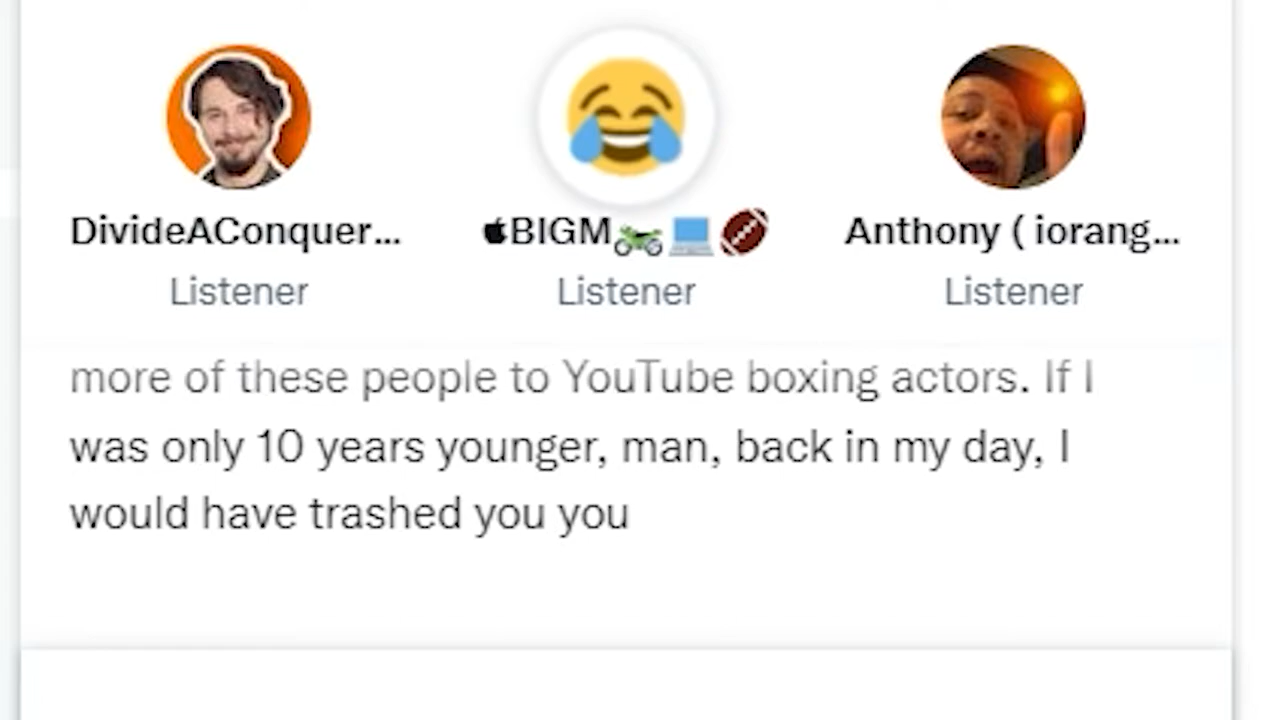 DivideAConquer...
BIGM🏍️💻🏈
Anthony ( iorang...
Listener
Listener
Listener
more of these people to YouTube boxing actors. If I
was only 10 years younger, man, back in my day, I
would have trashed you you